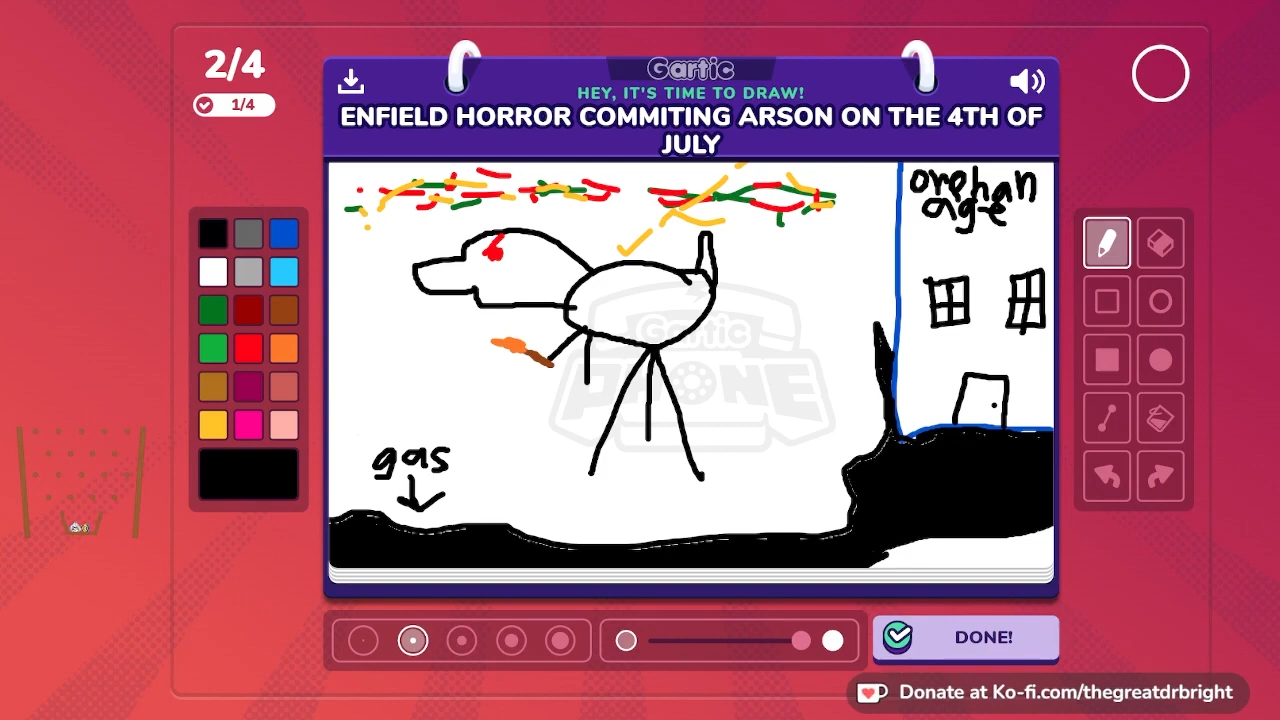 2/4
1/4
Gartic
HEY, IT'S TIME TO DRAW!
ENFIELD HORROR COMMITING ARSON ON THE 4TH OF
JULY
orphan
age
Gartic
PHONE
gas
DONE!
Donate at Ko-fi.com/thegreatdrbright